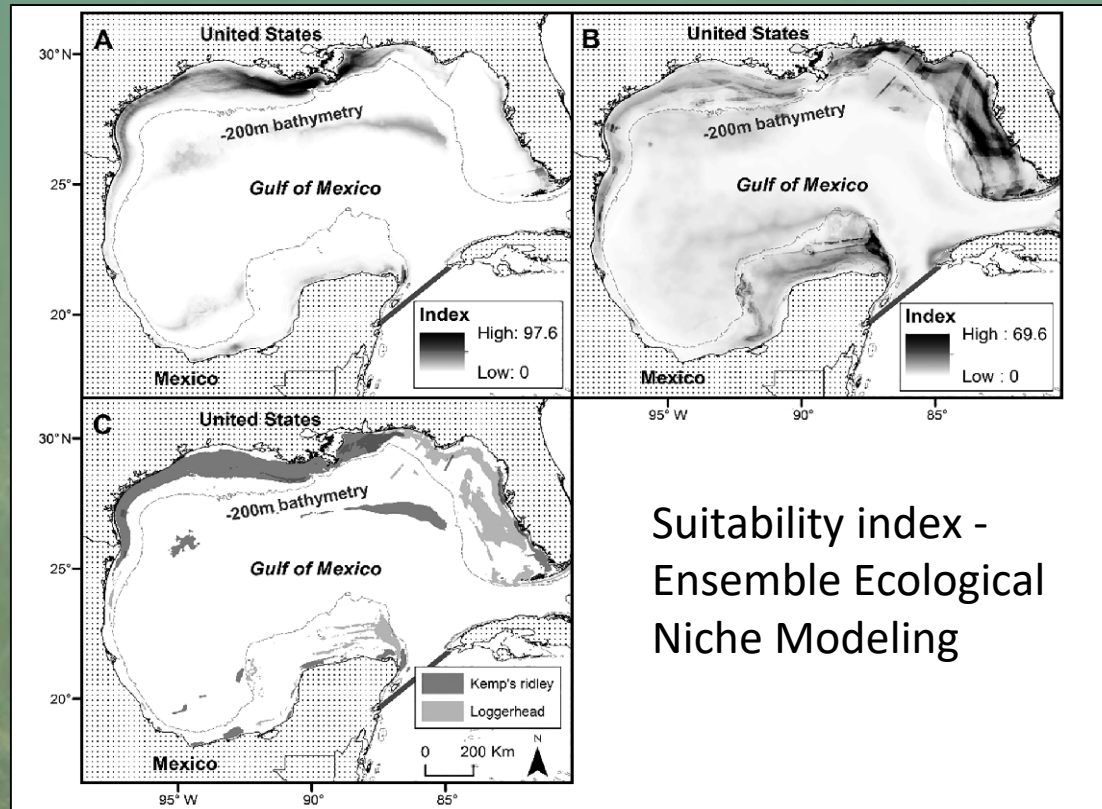 A
United States
30°N
-200m bathymetry
25°
Gulf of Mexico
20°
Index
High: 97.6
Low: 0
Mexico
B
United States
-200m bathymetry
Gulf of Mexico
Index
High : 69.6
Low : 0
Mexico
95° W
90°
85°
C
United States
30°N
-200m bathymetry
25°
Gulf of Mexico
20°
Kemp's ridley
Loggerhead
0 200 Km
N
Mexico
95° W
90°
85°
Suitability index -
Ensemble Ecological
Niche Modeling